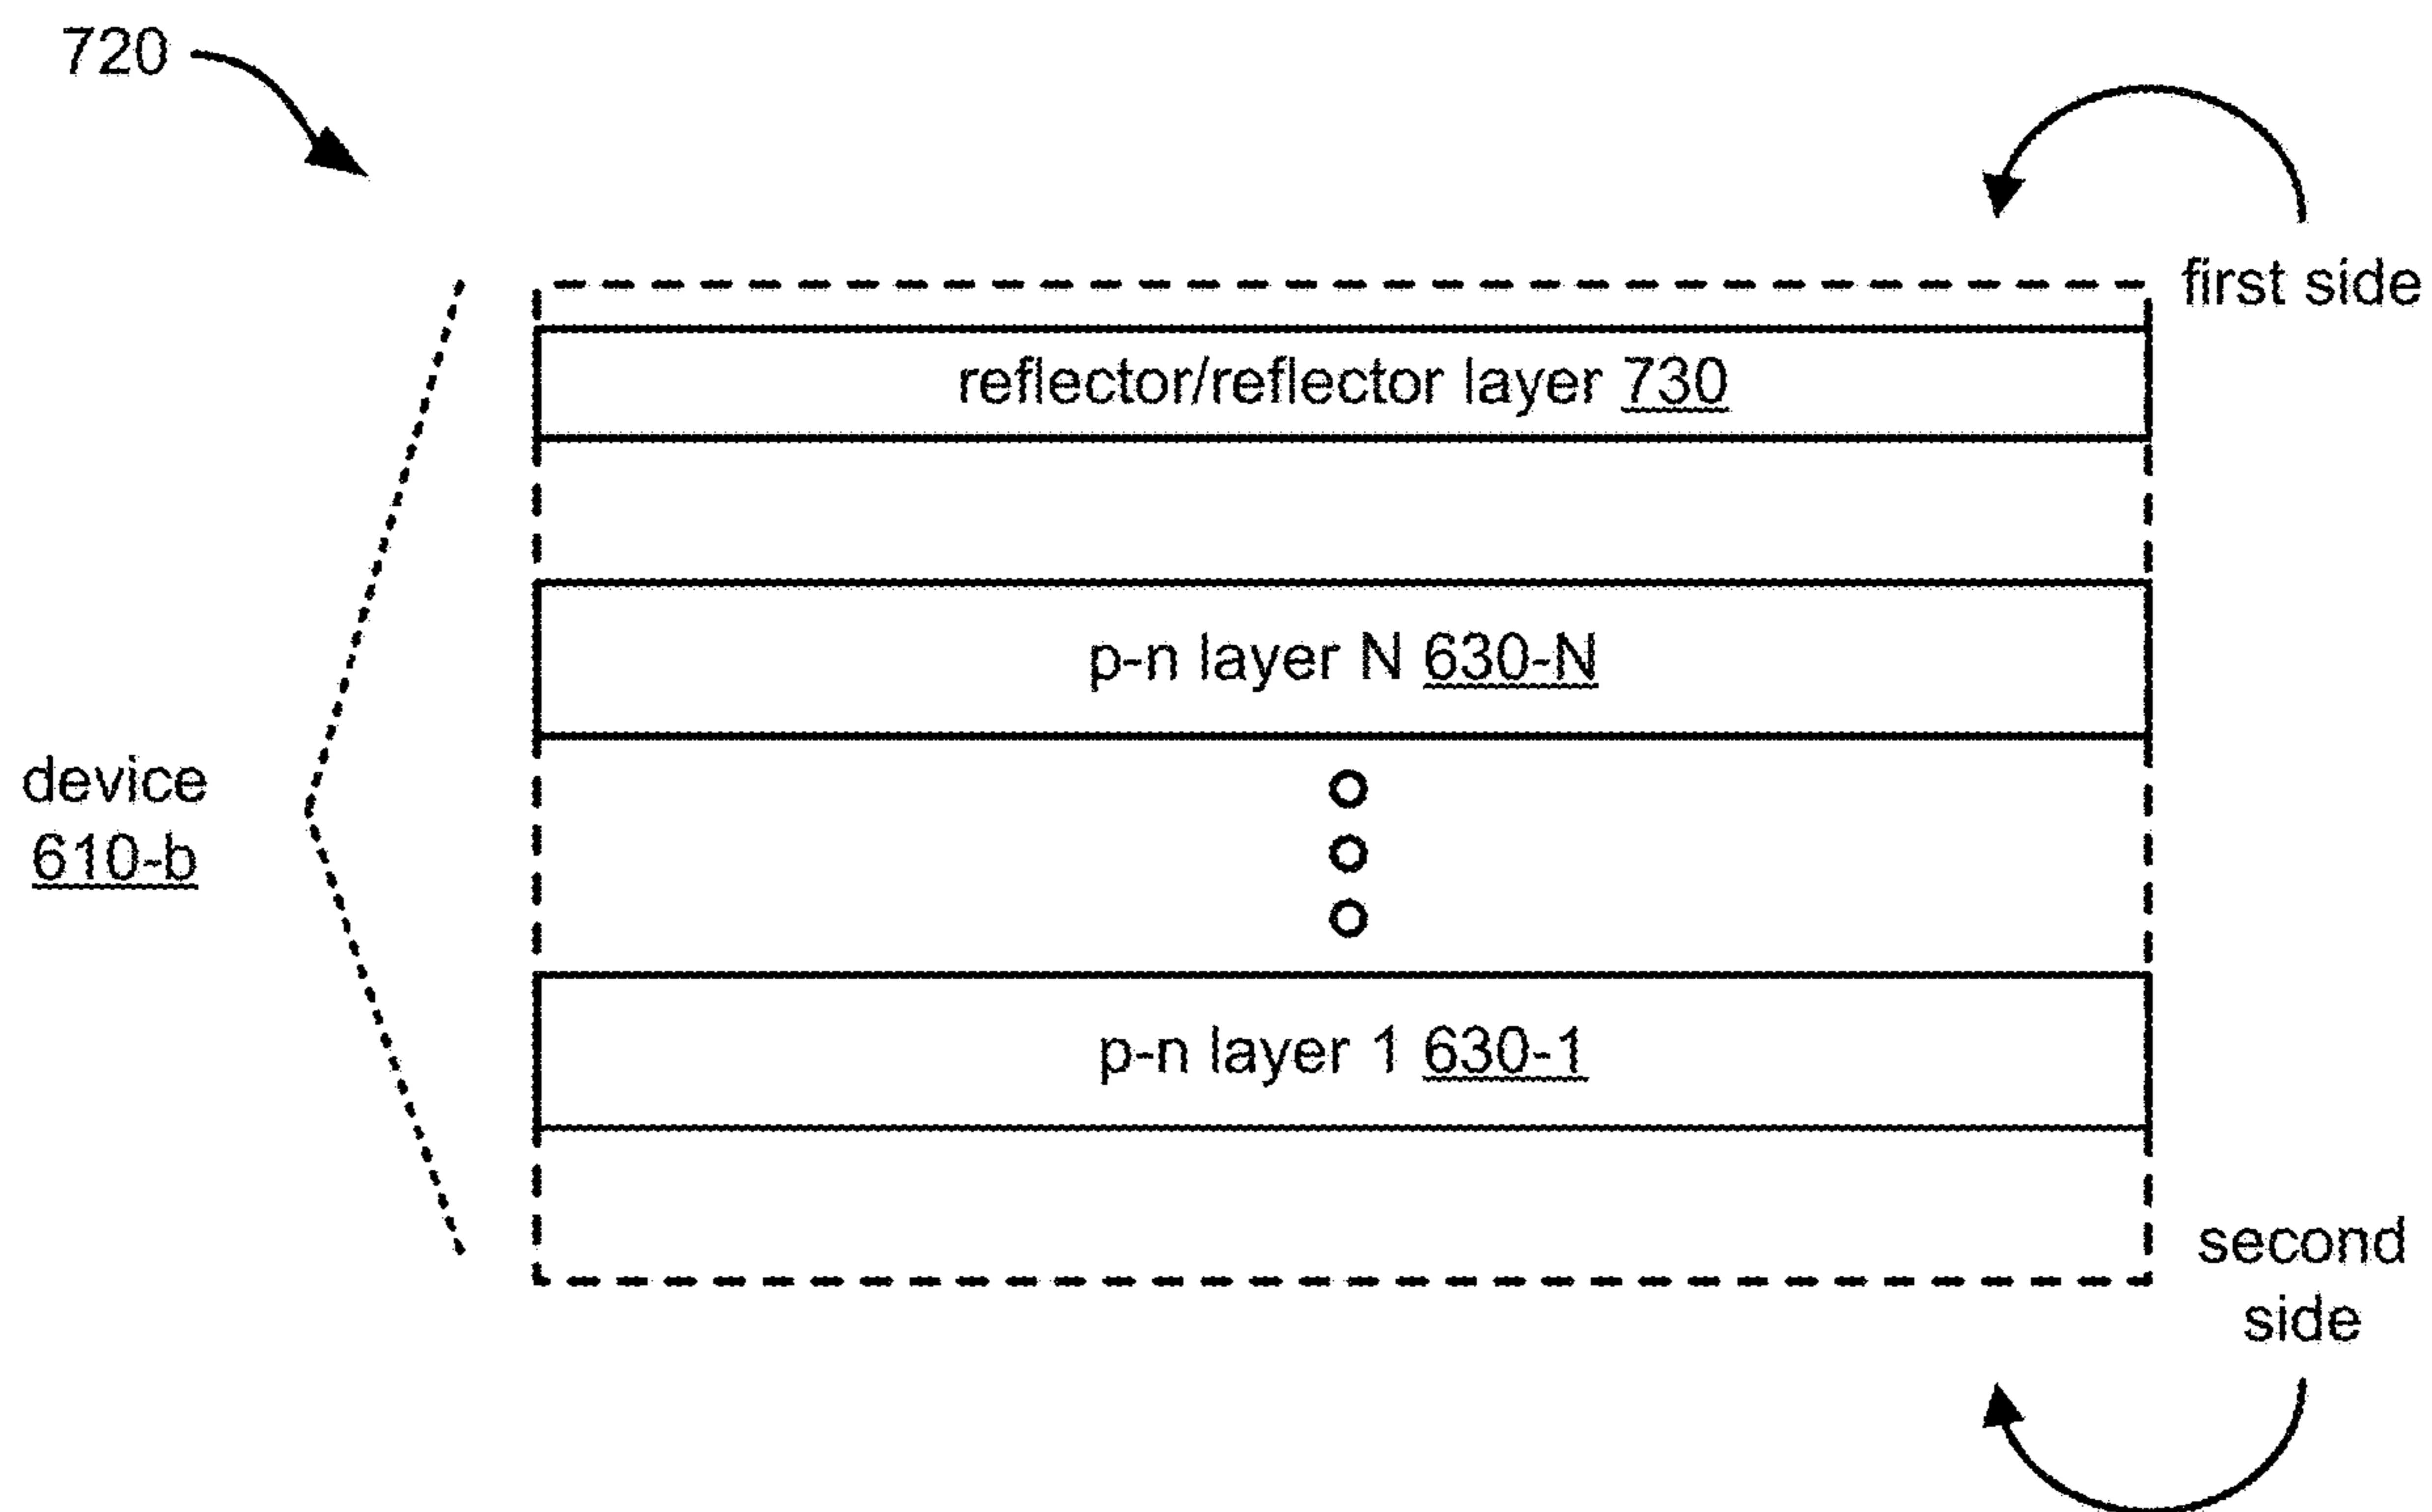 720
first side
reflector/reflector layer 730
p-n layer N 630-N
device
610-b
p-n layer 1 630-1
second
side